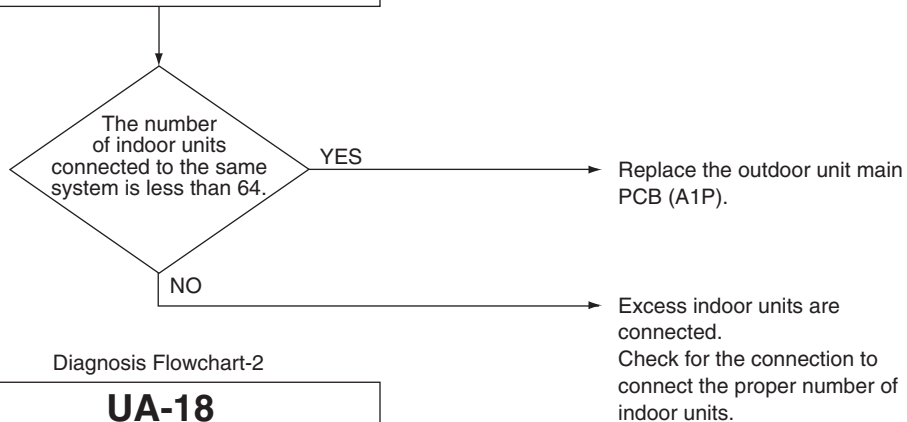 The number
of indoor units
connected to the same
system is less than 64.
YES
Replace the outdoor unit main
PCB (A1P).
NO
Excess indoor units are
connected.
Check for the connection to
connect the proper number of
indoor units.
Diagnosis Flowchart-2
UA-18